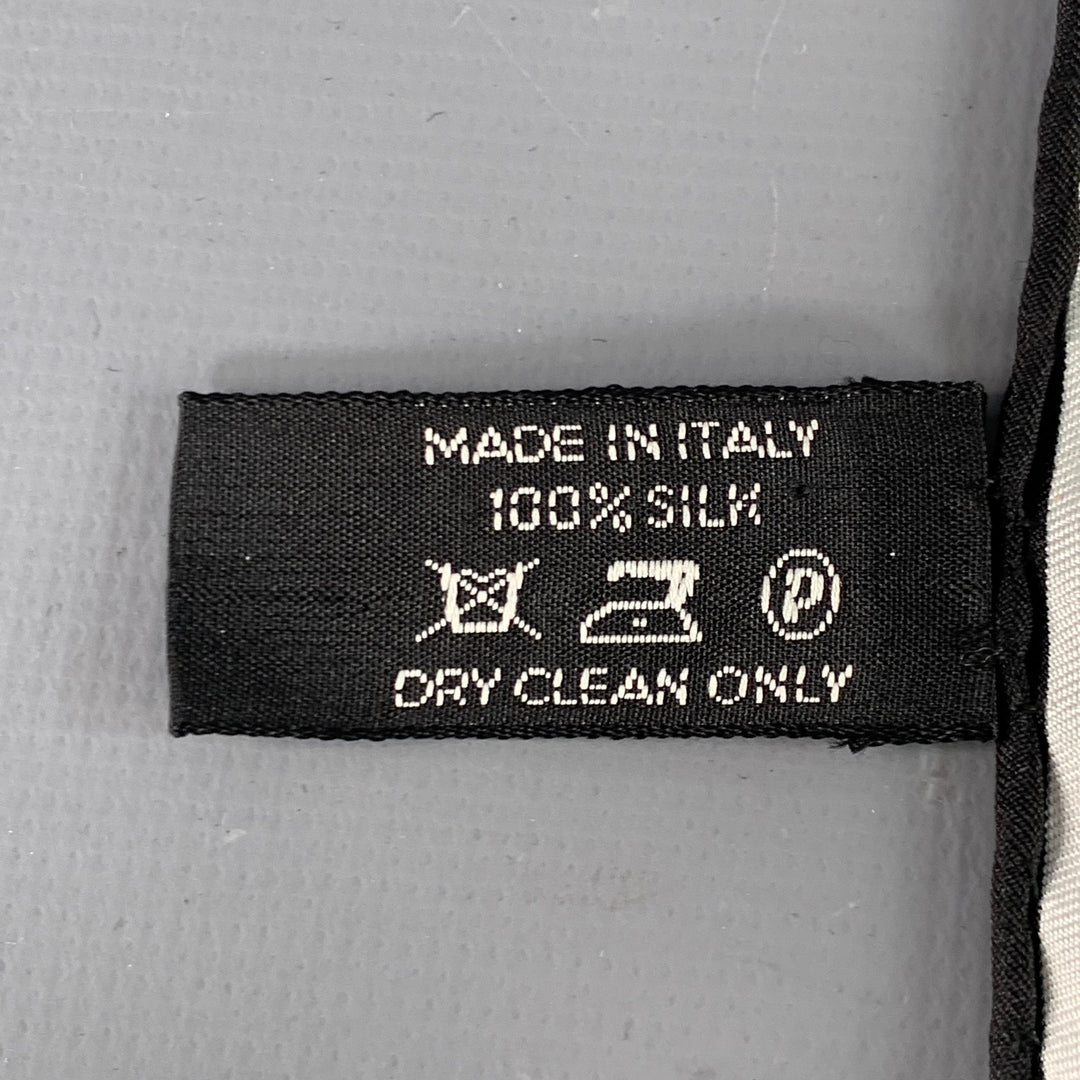 MADE IN ITALY
100% SILK
P
DRY CLEAN ONLY